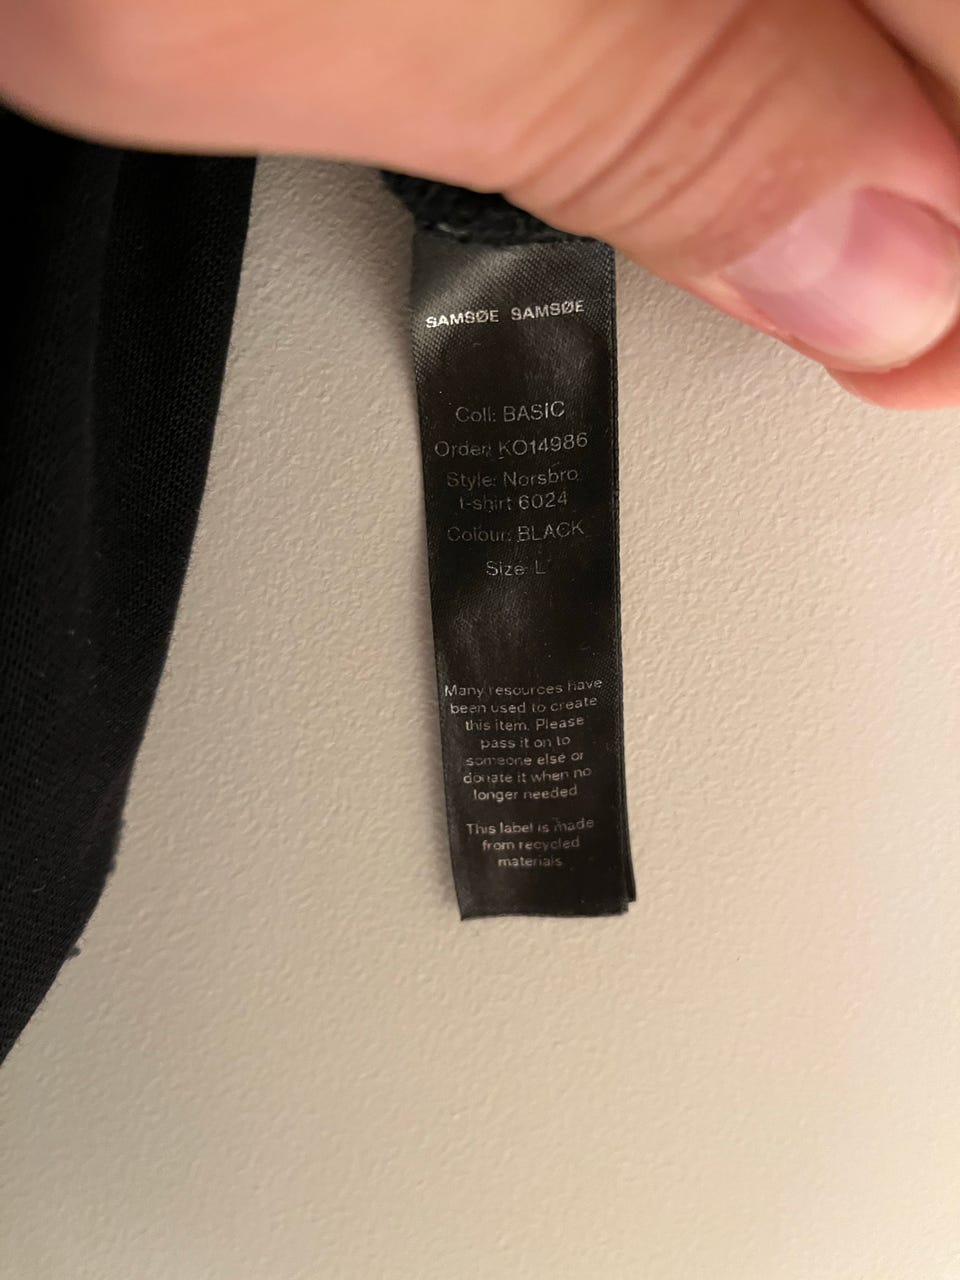 SAMSØE SAMSØE
Coll: BASIC
Order: KO14986
Style: Norsbro
t-shirt 6024
Colour: BLACK
Size: L
Many resources have
been used to create
this item. Please
pass it on to
someone else or
donate it when no
longer needed
This label is made
from recycled
materials